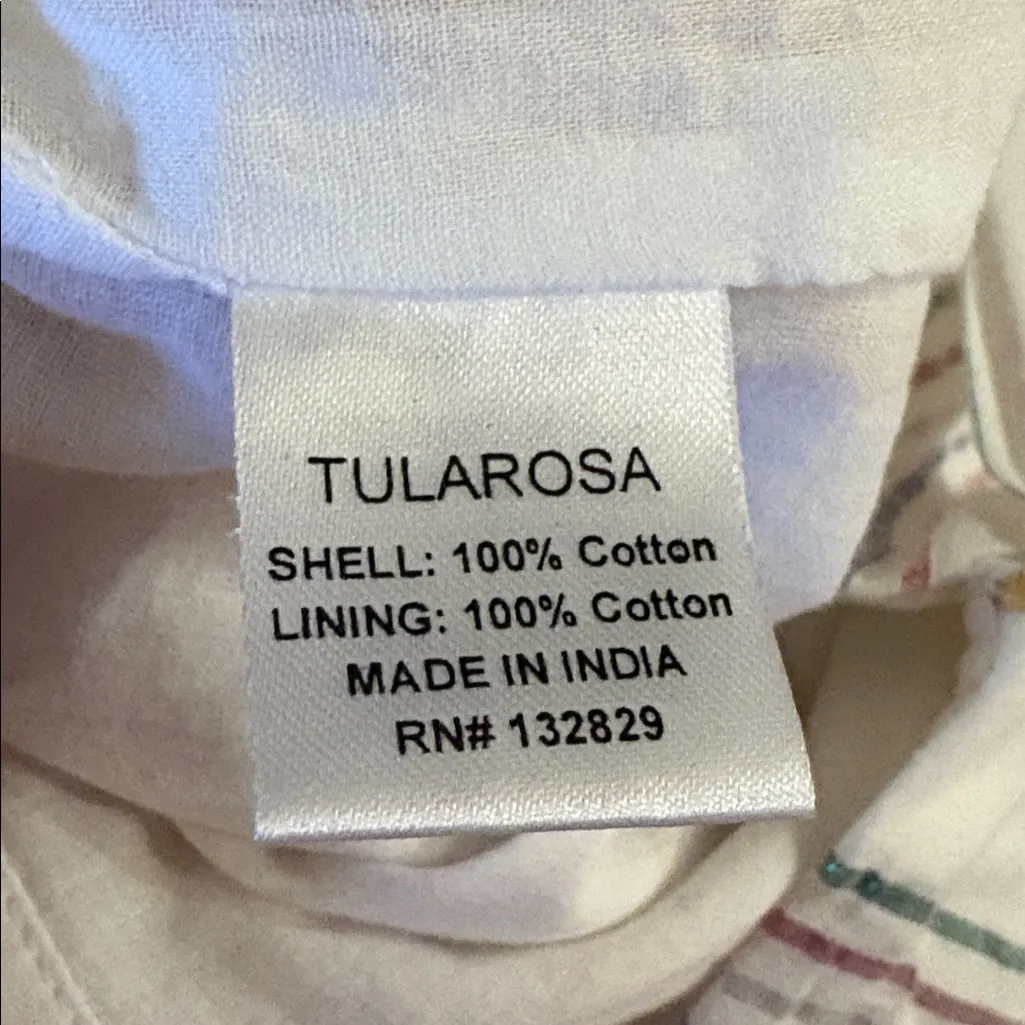 TULAROSA
SHELL: 100% Cotton
LINING: 100% Cotton
MADE IN INDIA
RN# 132829